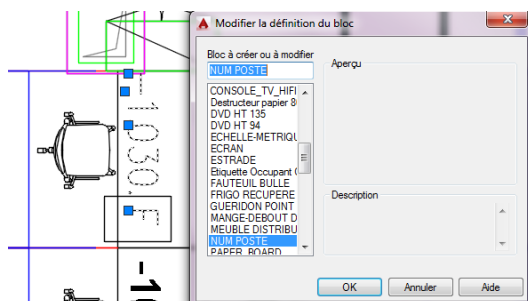 Modifier la définition du bloc
Bloc à créer ou à modifier
NUM POSTE
Aperçu
CONSOLE_TV_HIFI
Destructeur papier 8
DVD HT 135
DVD HT 94
ECHELLE-METRIQU
ECRAN
ESTRADE
Etiquette Occupant
FAUTEUIL BULLE
FRIGO RECUPERE
GUERIDON POINT
MANGE-DEBOUT D
MEUBLE DISTRIBU
NUM POSTE
PAPER_BOARD
Description
OK
Annuler
Aide